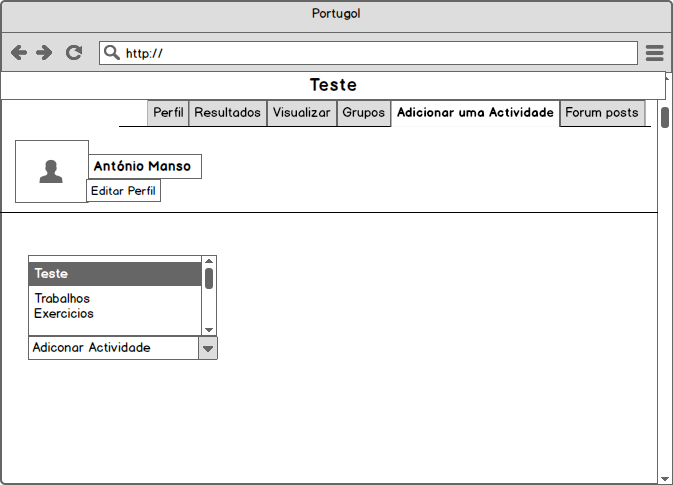 Portugol
http://
Teste
Perfil Resultados Visualizar Grupos Adicionar uma Actividade Forum posts
António Manso
Editar Perfil
Teste
Trabalhos
Exercicios
Adiconar Actividade